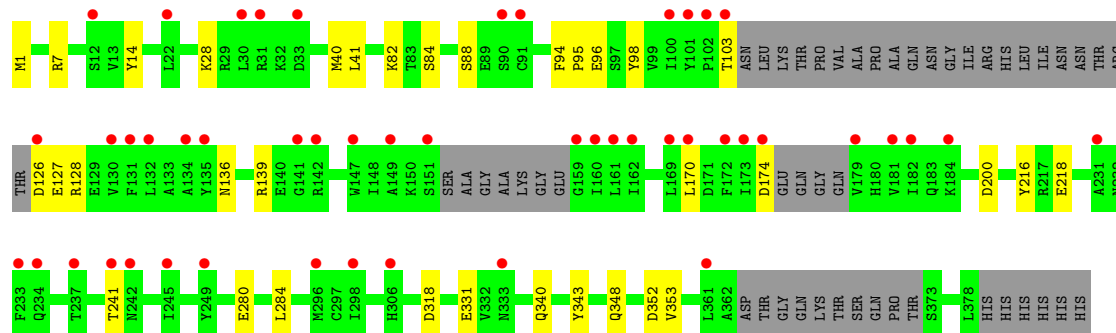 M1 R7 S12 V13 Y14 L22 K28 R29 L30 R31 K32 D33 M40 L41 K82 T83 S84 S88 E89 S90 C91 F94 P95 E96 S97 Y98 V99 I100 Y101 P102 T103 ASN LEU LYS THR PRO VAL ALA PRO ALA GLN ASN GLY ILE ARG HIS LEU ILE ASN ASN THR
THR D126 E127 R128 E129 V130 F131 L132 A133 A134 Y135 N136 R139 E140 G141 R142 W147 I148 A149 K150 S151 SER ALA GLY ALA LYS GLY GLU G159 I160 L161 I162 L169 L170 D171 F172 I173 D174 GLU GLN GLY GLN V179 H180 V181 I182 Q183 K184 D200 Y216 R217 E218 A231
F233 Q234 T237 T241 N242 I245 Y249 E280 L284 M296 C297 I298 H306 D318 E331 V332 N333 Q340 Y343 Q348 D352 V353 L361 A362 ASP THR GLY GLN LYS THR SER GLN PRO THR S373 L378 HIS HIS HIS HIS HIS HIS